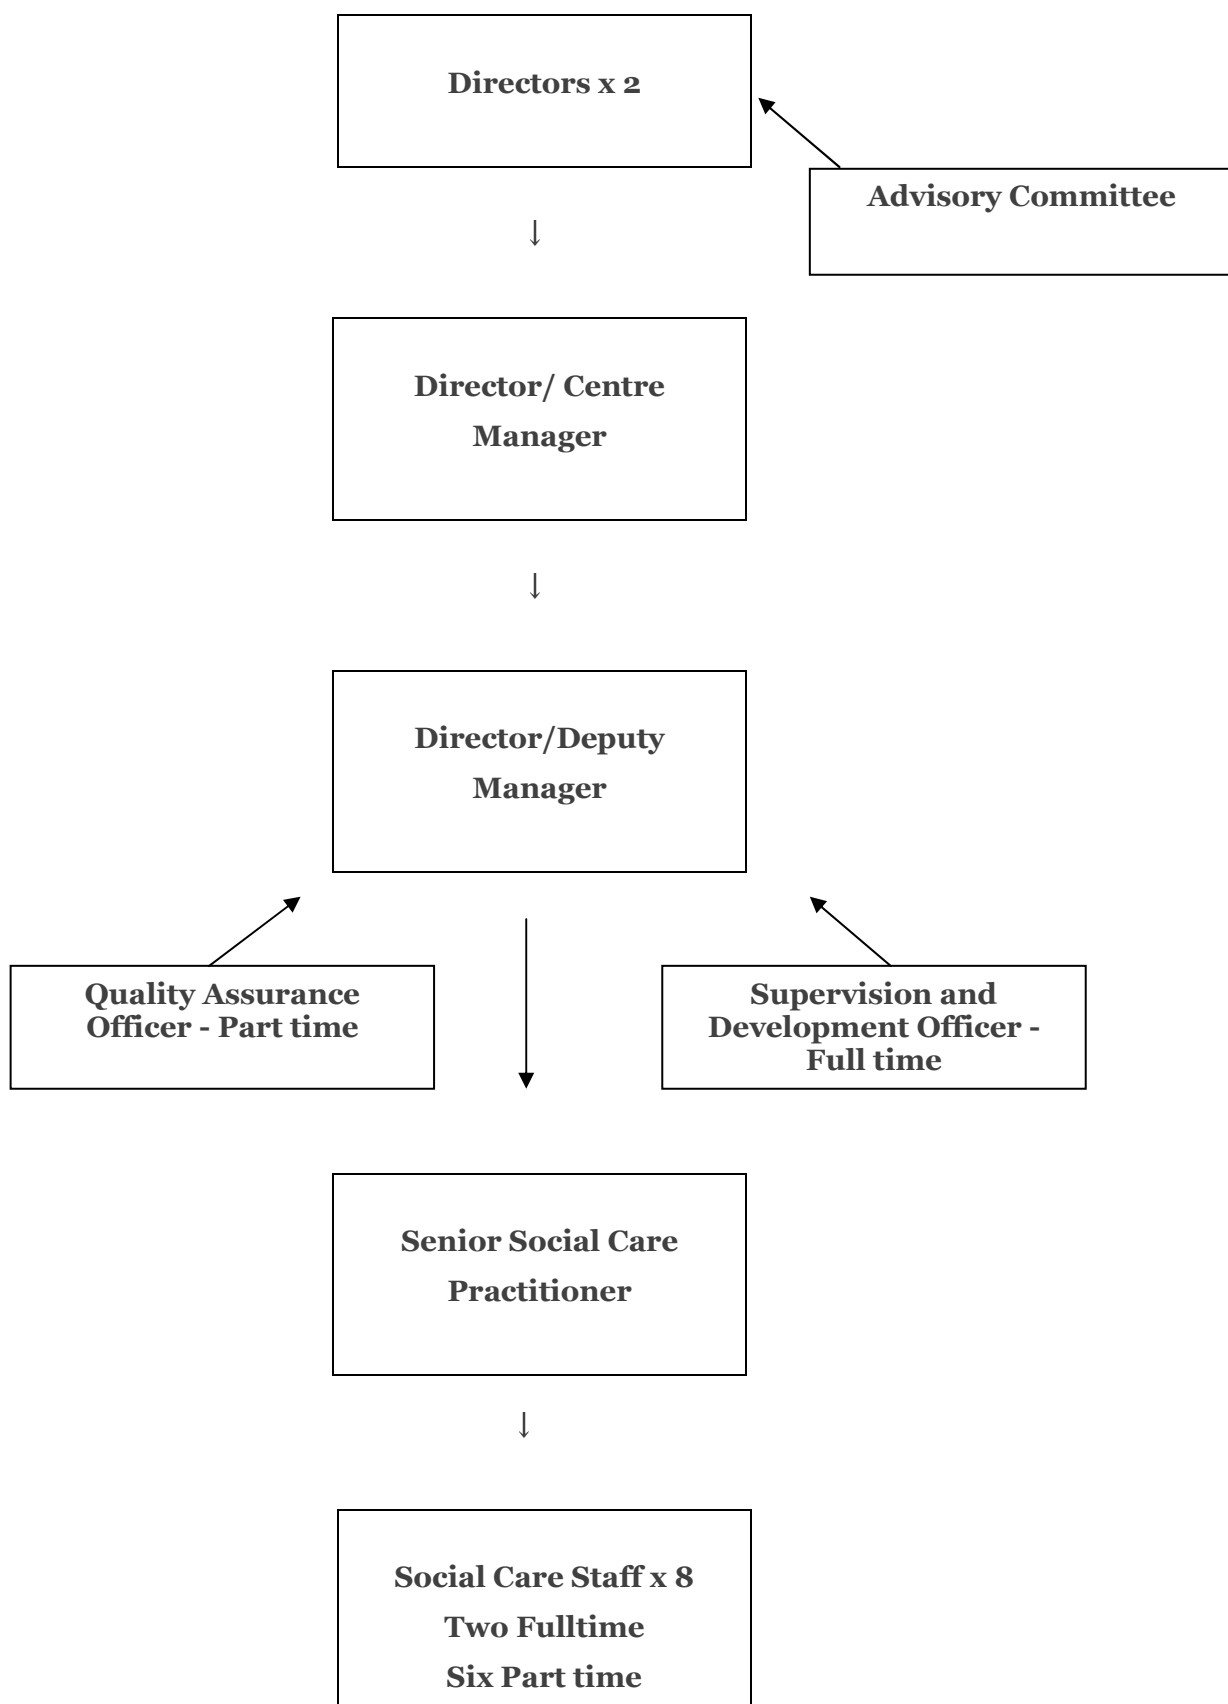 Directors x 2
Advisory Committee
↓
Director/ Centre
Manager
↓
Director/Deputy
Manager
Quality Assurance
Officer - Part time
Supervision and
Development Officer -
Full time
Senior Social Care
Practitioner
↓
Social Care Staff x 8
Two Fulltime
Six Part time